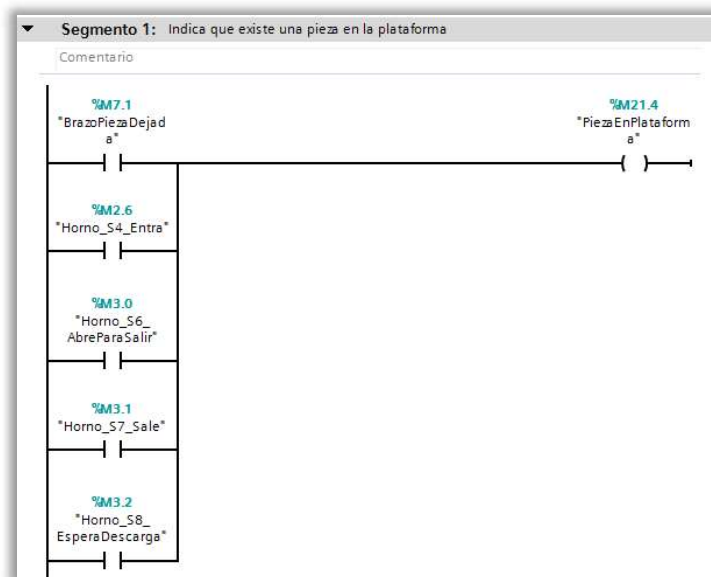 Segmento 1: Indica que existe una pieza en la plataforma
Comentario
%M7.1
"BrazoPiezaDejad
a"
%M21.4
"PiezaEnPlataform
a"
%M2.6
"Horno_S4_Entra"
%M3.0
"Horno_S6_
AbreParaSalir"
%M3.1
"Horno_S7_Sale"
%M3.2
"Horno_S8_
EsperaDescarga"